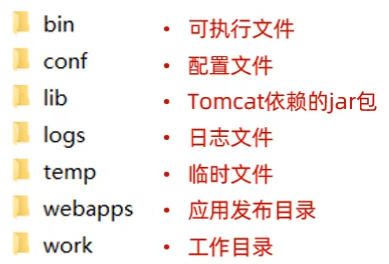 bin • 可执行文件
conf • 配置文件
lib • Tomcat依赖的jar包
logs • 日志文件
temp • 临时文件
webapps • 应用发布目录
work • 工作目录